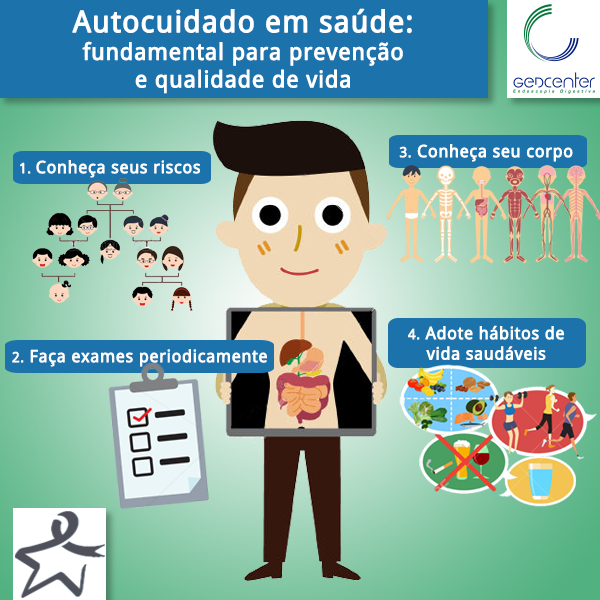 Autocuidado em saúde:
fundamental para prevenção
e qualidade de vida
GEDCENTER
Endoscopia Digestiva
1. Conheça seus riscos
3. Conheça seu corpo
2. Faça exames periodicamente
4. Adote hábitos de
vida saudáveis